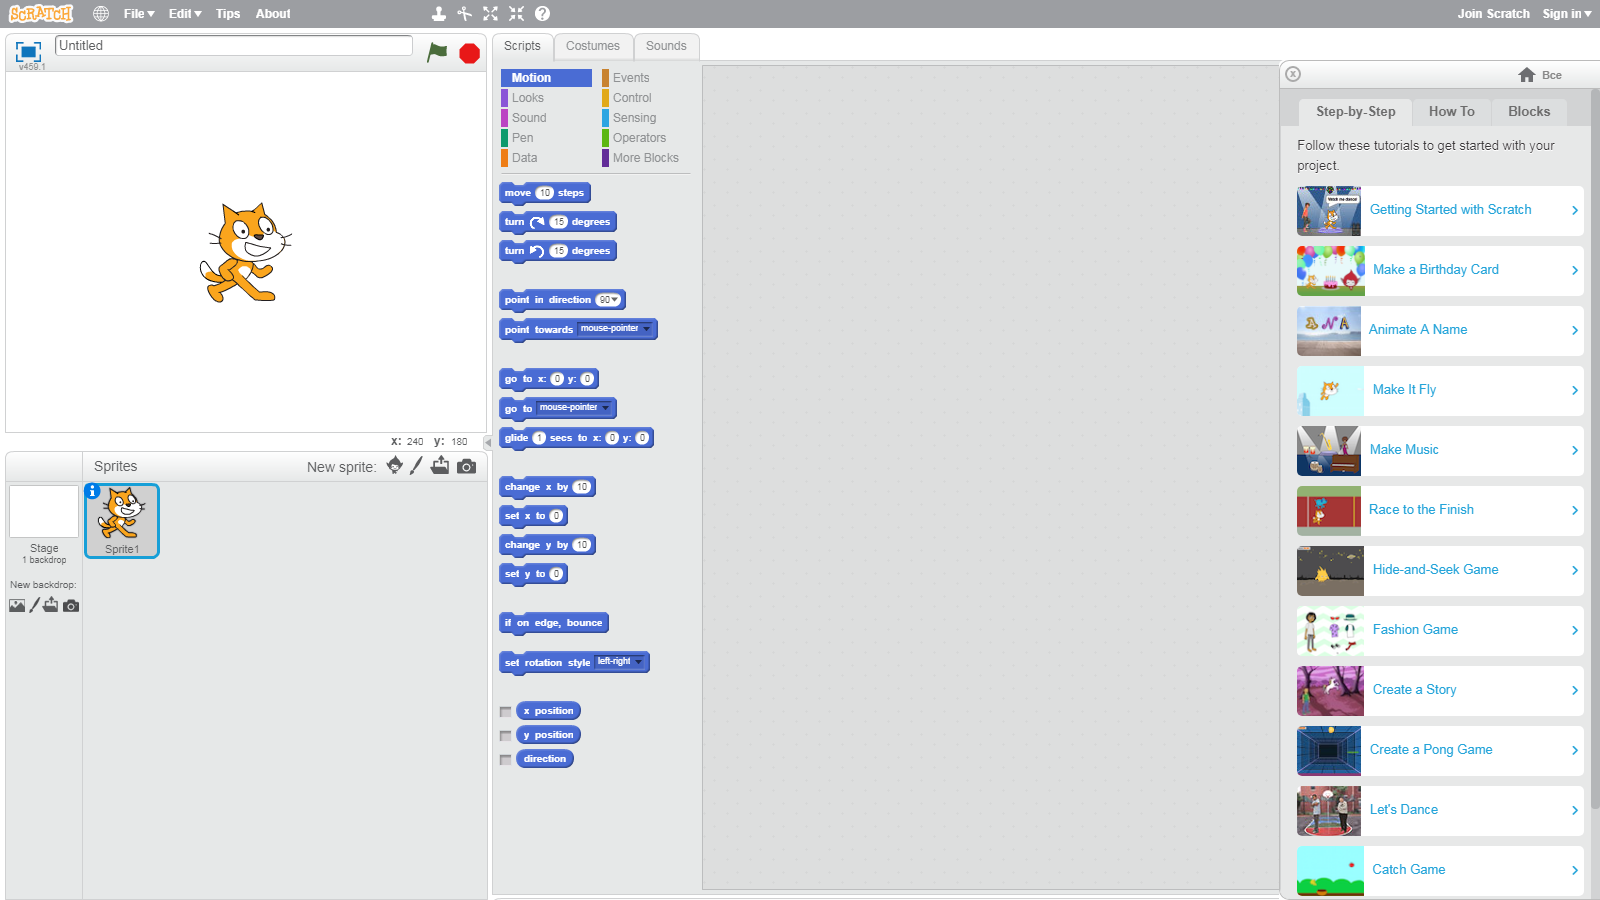 SCRATCH File Edit Tips About Join Scratch Sign in
v459.1 Untitled
Scripts Costumes Sounds
Motion Events
Looks Control
Sound Sensing
Pen Operators
Data More Blocks
move 10 steps
turn 15 degrees
turn 15 degrees
point in direction 90
point towards mouse-pointer
go to x: 0 y: 0
go to mouse-pointer
glide 1 secs to x: 0 y: 0
change x by 10
set x to 0
change y by 10
set y to 0
if on edge, bounce
set rotation style left-right
x position
y position
direction
x: 240 y: 180
Sprites New sprite:
Stage
1 backdrop
New backdrop:
Sprite1
Все
Step-by-Step How To Blocks
Follow these tutorials to get started with your
project.
Getting Started with Scratch
Make a Birthday Card
Animate A Name
Make It Fly
Make Music
Race to the Finish
Hide-and-Seek Game
Fashion Game
Create a Story
Create a Pong Game
Let's Dance
Catch Game